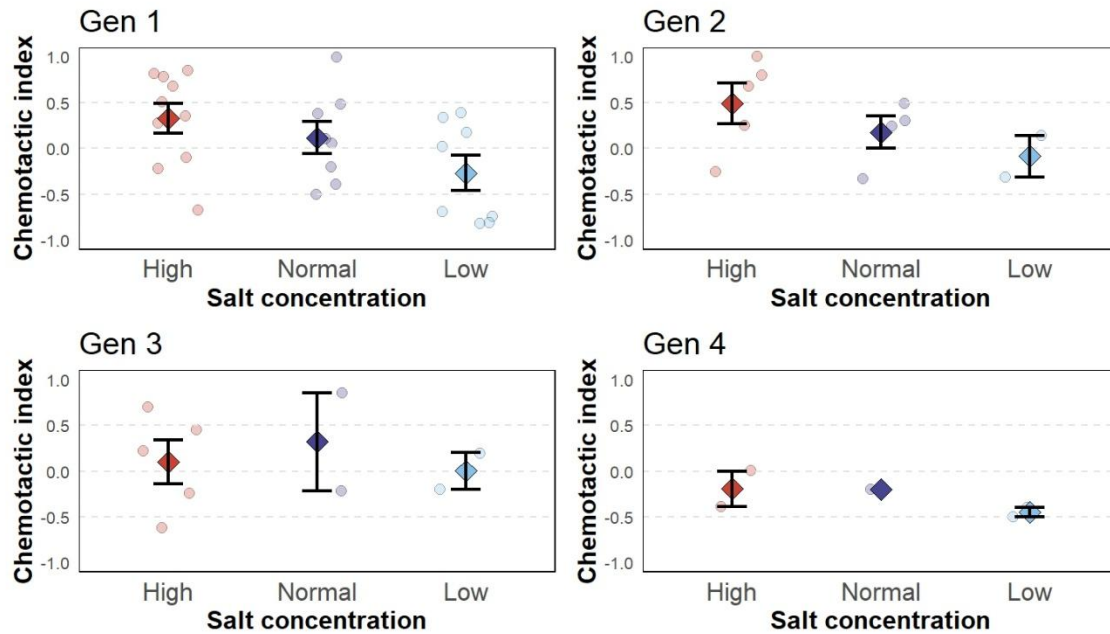 Gen 1
Chemotactic index
1.0
0.5
0.0
-0.5
-1.0
High Normal Low
Salt concentration
Gen 2
Chemotactic index
1.0
0.5
0.0
-0.5
-1.0
High Normal Low
Salt concentration
Gen 3
Chemotactic index
1.0
0.5
0.0
-0.5
-1.0
High Normal Low
Salt concentration
Gen 4
Chemotactic index
1.0
0.5
0.0
-0.5
-1.0
High Normal Low
Salt concentration